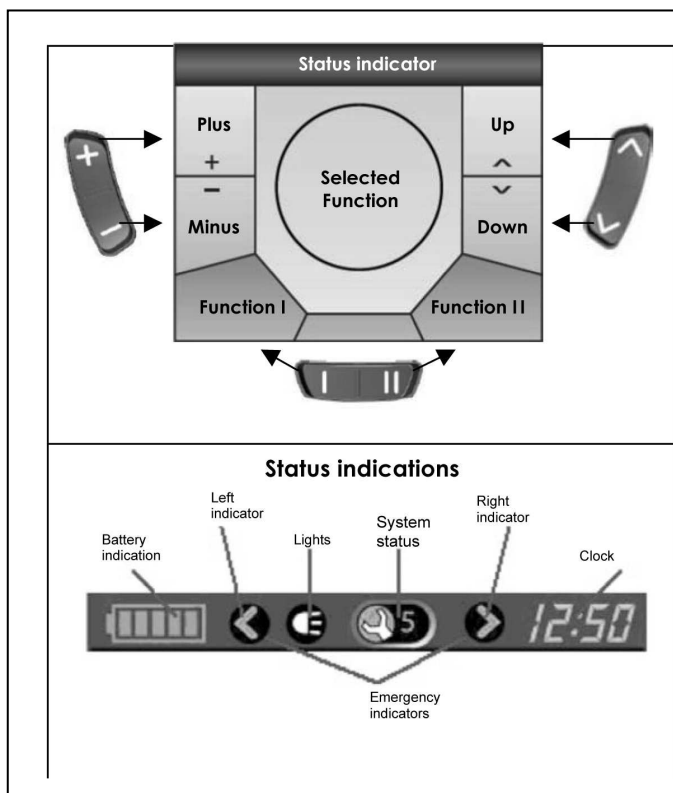 Status indicator
Plus
+
−
Minus
Selected
Function
Up
^
˅
Down
Function I
Function II
+
−
I
II
Status indications
Left
indicator
Right
indicator
System
status
Battery
indication
Lights
Clock
5
12:50
Emergency
indicators